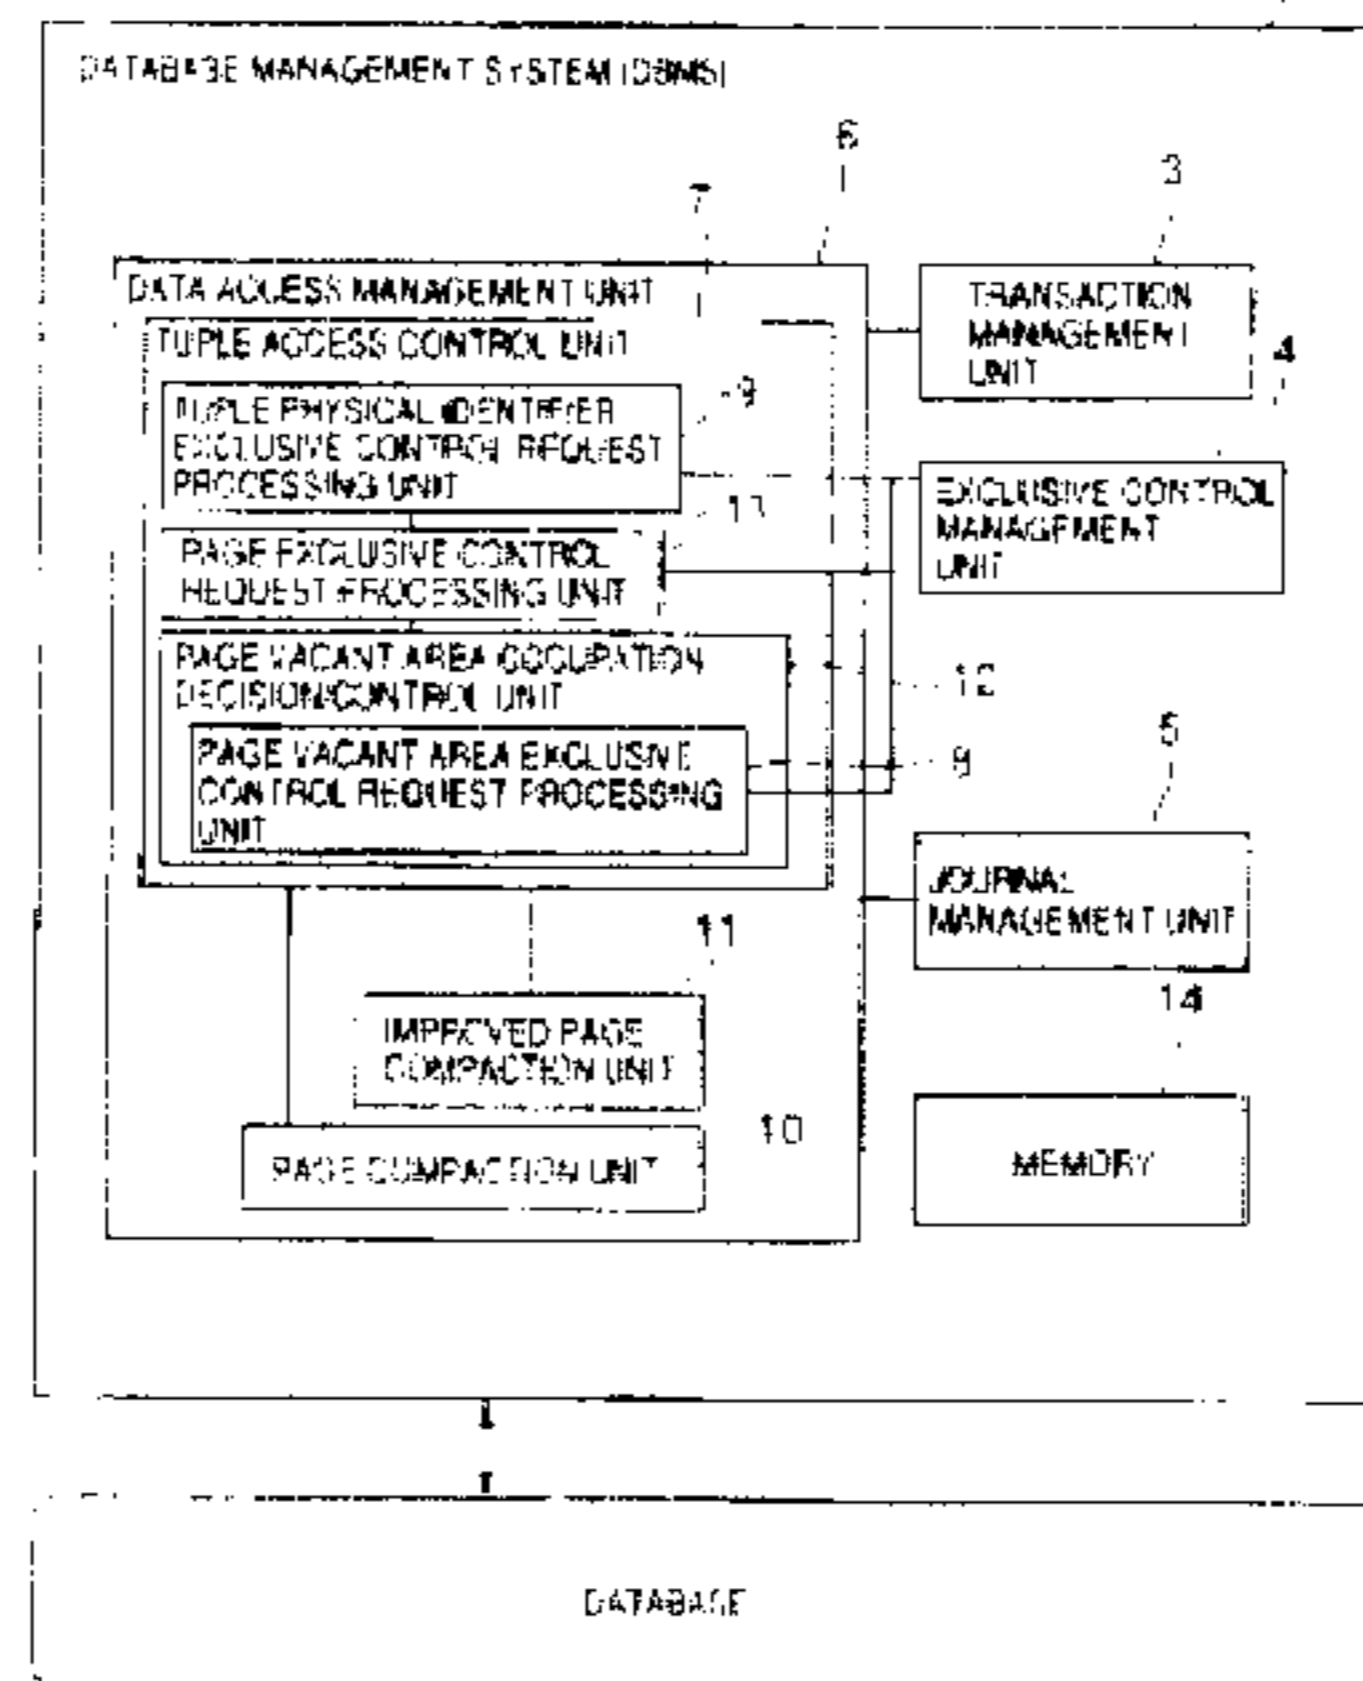 DATABASE MANAGEMENT SYSTEM (DBMS)
6
3
7
DATA ACCESS MANAGEMENT UNIT
TRANSACTION
MANAGEMENT
UNIT
TUPLE ACCESS CONTROL UNIT
4
TUPLE PHYSICAL IDENTIFIER
EXCLUSIVE CONTROL REQUEST
PROCESSING UNIT
EXCLUSIVE CONTROL
MANAGEMENT
UNIT
PAGE EXCLUSIVE CONTROL
REQUEST PROCESSING UNIT
PAGE VACANT AREA OCCUPATION
DECISION/CONTROL UNIT
12
PAGE VACANT AREA EXCLUSIVE
CONTROL REQUEST PROCESSING
UNIT
5
JOURNAL
MANAGEMENT UNIT
11
14
IMPROVED PAGE
COMPACTION UNIT
10
PAGE COMPACTION UNIT
MEMORY
DATABASE